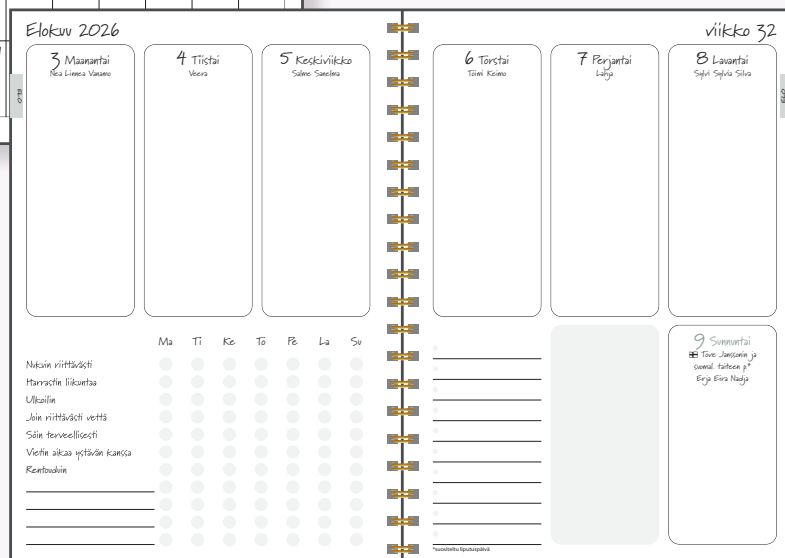 Elokuu 2026
viikko 32
3 Maanantai
Nea Linnea Vanamo
4 Tiistai
Veera
5 Keskiviikko
Salme Sanelma
6 Torstai
Toimi Keimo
7 Perjantai
Lahja
8 Lavantai
Sylvi Sylvia Silva
Ma Ti Ke To Pe La Su
Nukuin riittävästi
Harrastin liikuntaa
Ulkoilin
Join riittävästi vettä
Söin terveellisesti
Vietin aikaa ystävän kanssa
Rentouduin
9 Sunnuntai
Tove Janssonin ja
suomal. taiteen p.*
Erja Eira Nadja
*suositeltu liputuspäivä